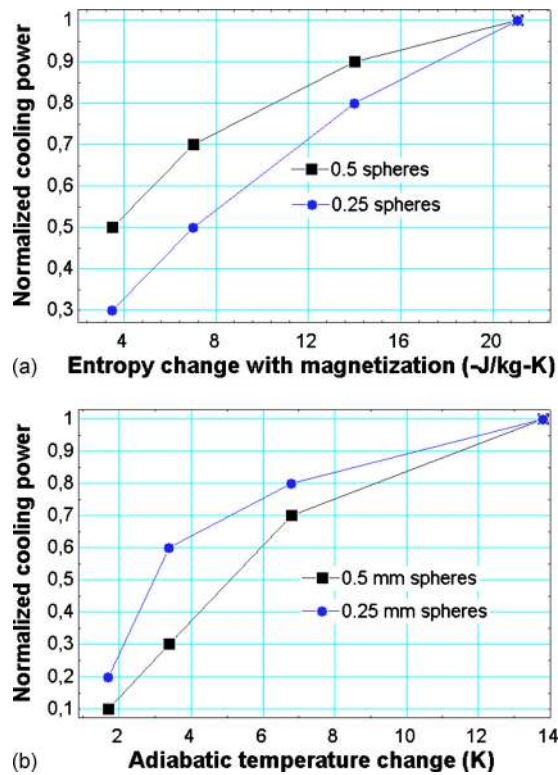 1
0,9
0,8
0,7
0,6
0,5
0,4
0,3
Normalized cooling power
0.5 spheres
0.25 spheres
4 8 12 16 20
(a) Entropy change with magnetization (-J/kg-K)
1
0,9
0,8
0,7
0,6
0,5
0,4
0,3
0,2
0,1
Normalized cooling power
0.5 mm spheres
0.25 mm spheres
2 4 6 8 10 12 14
(b) Adiabatic temperature change (K)